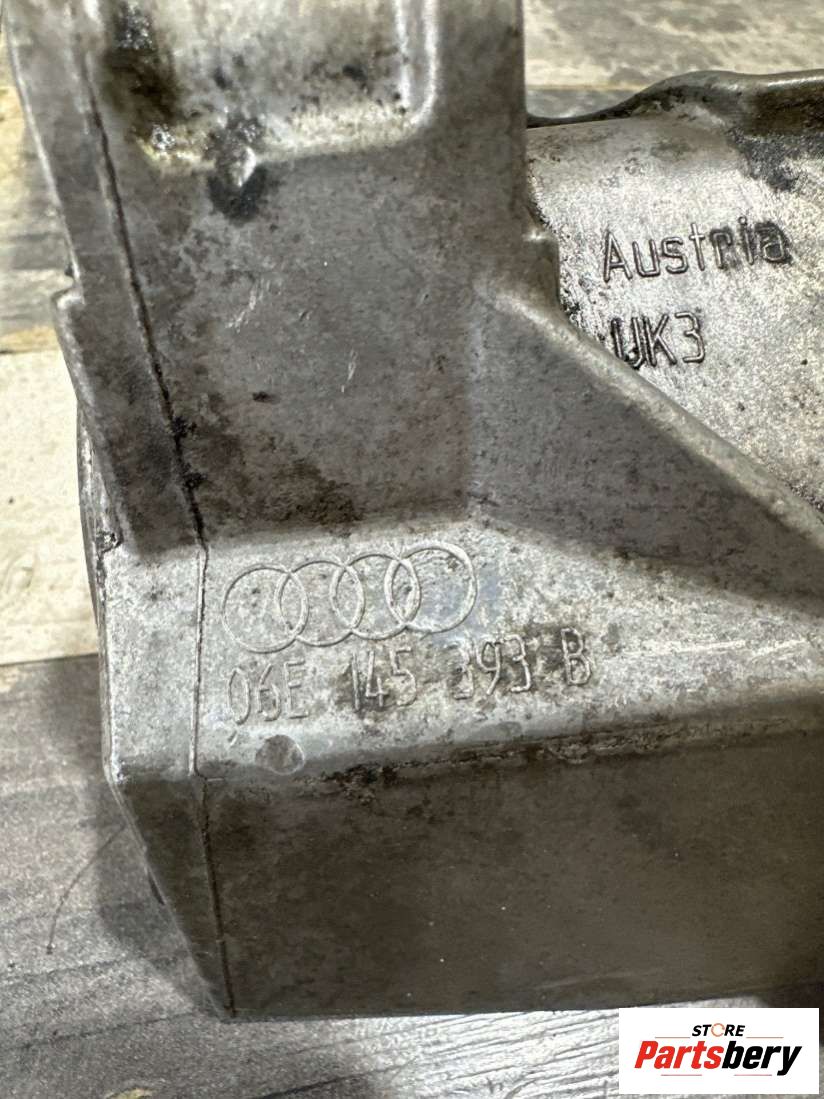 Austria
UK3
06E 145 393 B
STORE
Partsbery